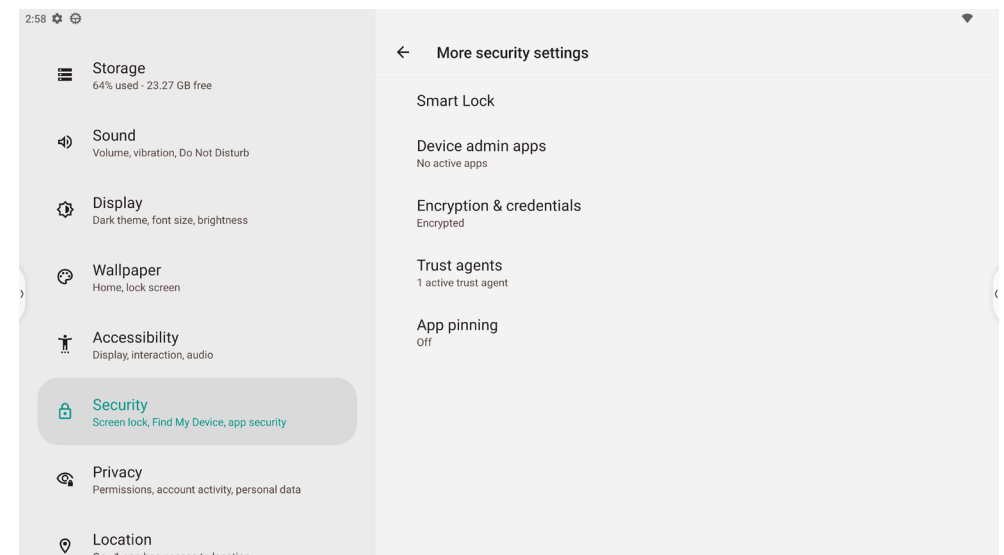 2:58
Storage
64% used - 23.27 GB free
Sound
Volume, vibration, Do Not Disturb
Display
Dark theme, font size, brightness
Wallpaper
Home, lock screen
Accessibility
Display, interaction, audio
Security
Screen lock, Find My Device, app security
Privacy
Permissions, account activity, personal data
Location
More security settings
Smart Lock
Device admin apps
No active apps
Encryption & credentials
Encrypted
Trust agents
1 active trust agent
App pinning
Off